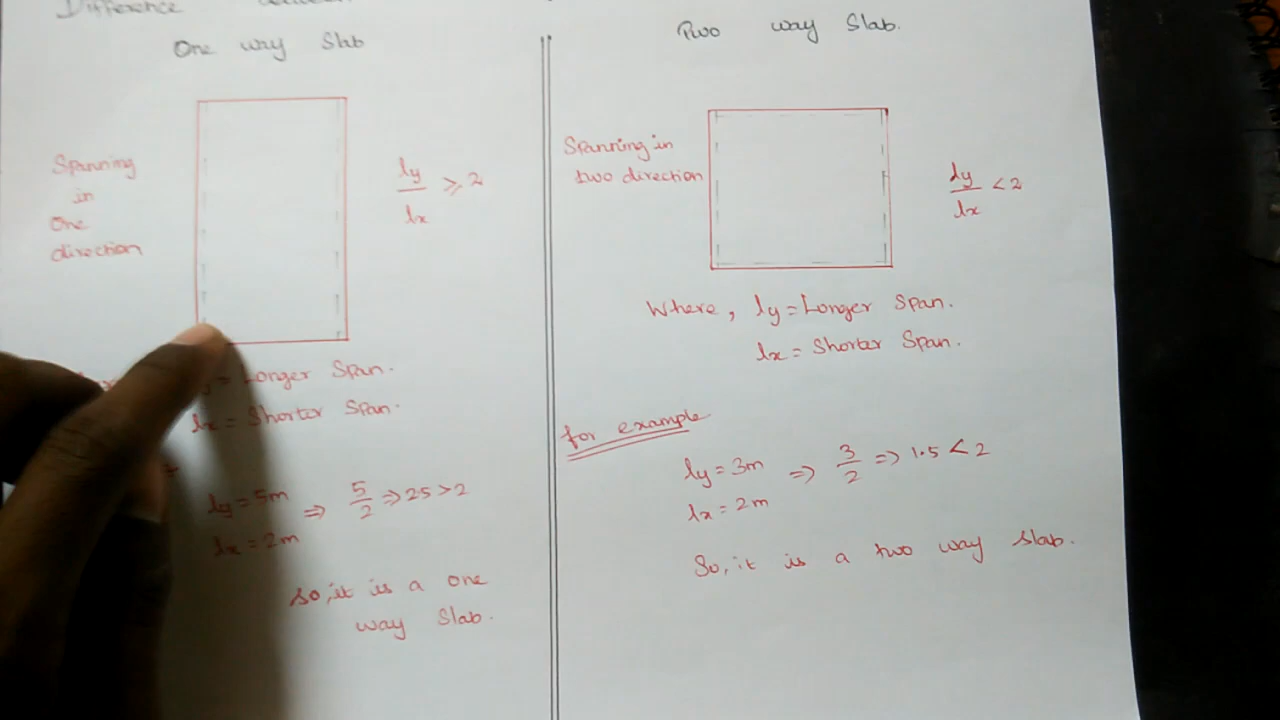 Difference
One way Slab
Spanning
in
One
direction
ly/lx ≥ 2
Longer Span.
lx = Shorter Span.
ly = 5m ⇒ 5/2 ⇒ 25 > 2
lx = 2m
so, it is a one
way Slab.
Two way Slab.
Spanning in
two direction
ly/lx < 2
Where, ly = Longer Span.
lx = Shorter Span.
for example
ly = 3m ⇒ 3/2 ⇒ 1.5 < 2
lx = 2m
So, it is a two way slab.